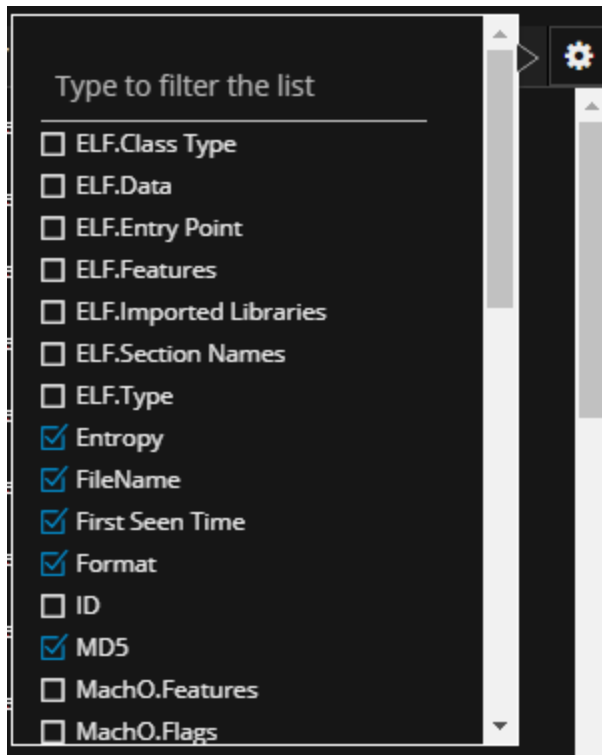 Type to filter the list
ELF.Class Type
ELF.Data
ELF.Entry Point
ELF.Features
ELF.Imported Libraries
ELF.Section Names
ELF.Type
Entropy
FileName
First Seen Time
Format
ID
MD5
MachO.Features
MachO.Flags